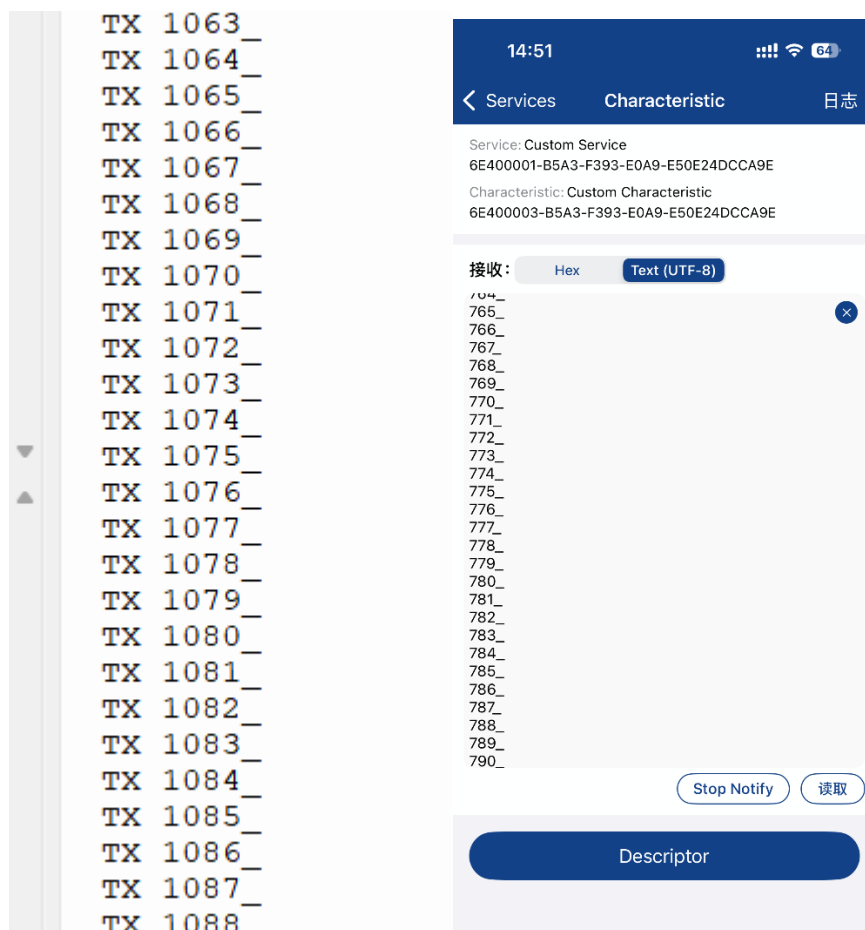 TX 1063_
TX 1064_
TX 1065_
TX 1066_
TX 1067_
TX 1068_
TX 1069_
TX 1070_
TX 1071_
TX 1072_
TX 1073_
TX 1074_
TX 1075_
TX 1076_
TX 1077_
TX 1078_
TX 1079_
TX 1080_
TX 1081_
TX 1082_
TX 1083_
TX 1084_
TX 1085_
TX 1086_
TX 1087_
TX 1088
14:51 64
Services Characteristic 日志
Service: Custom Service
6E400001-B5A3-F393-E0A9-E50E24DCCA9E
Characteristic: Custom Characteristic
6E400003-B5A3-F393-E0A9-E50E24DCCA9E
接收: Hex Text (UTF-8)
764_
765_
766_
767_
768_
769_
770_
771_
772_
773_
774_
775_
776_
777_
778_
779_
780_
781_
782_
783_
784_
785_
786_
787_
788_
789_
790_
Stop Notify 读取
Descriptor